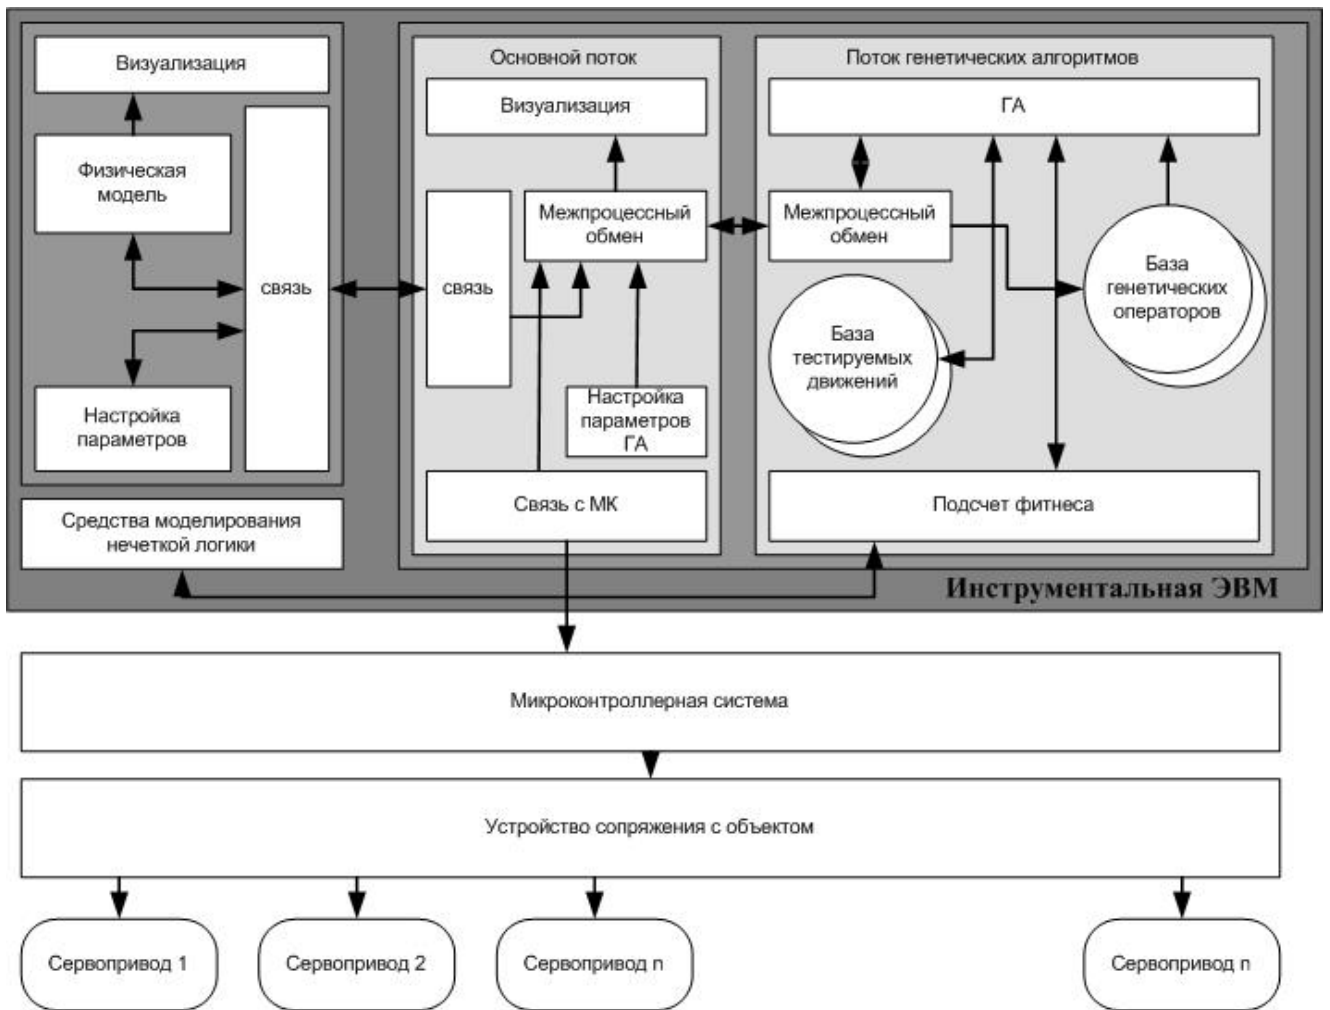 Визуализация
Физическая
модель
связь
Настройка
параметров
Средства моделирования
нечеткой логики
Основной поток
Визуализация
Межпроцессный
обмен
связь
Настройка
параметров
ГА
Связь с МК
Поток генетических алгоритмов
ГА
Межпроцессный
обмен
База
генетических
операторов
База
тестируемых
движений
Подсчет фитнеса
Инструментальная ЭВМ
Микроконтроллерная система
Устройство сопряжения с объектом
Сервопривод 1
Сервопривод 2
Сервопривод n
Сервопривод n